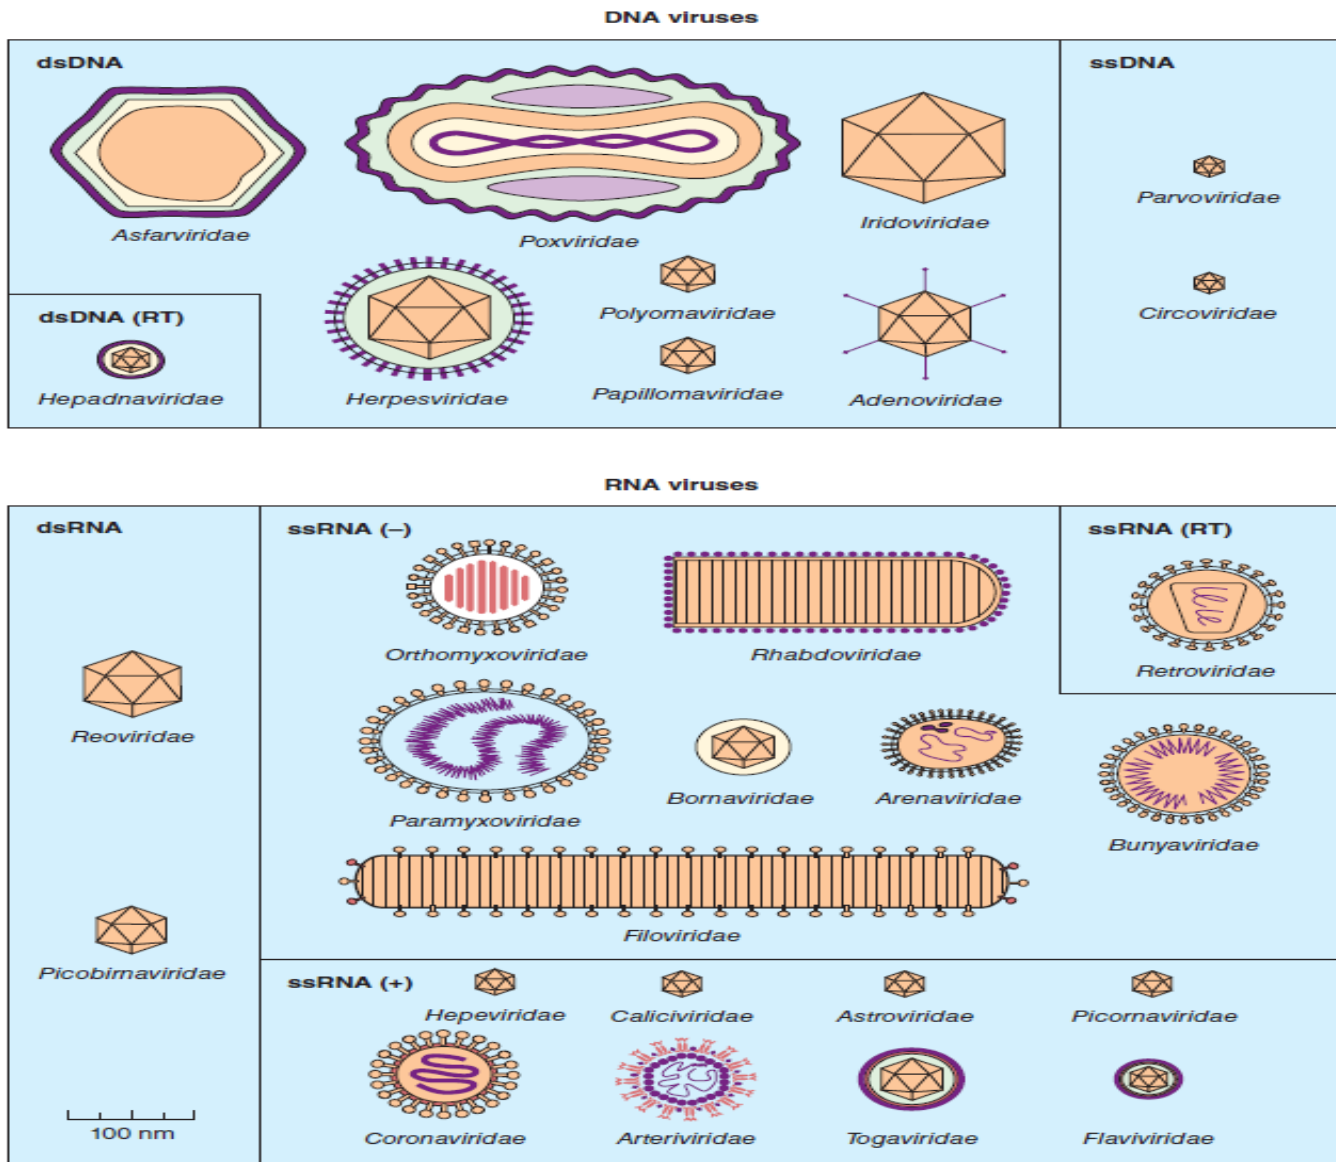 DNA viruses
dsDNA
ssDNA
Asfarviridae
Poxviridae
Iridoviridae
Parvoviridae
dsDNA (RT)
Hepadnaviridae
Herpesviridae
Polyomaviridae
Papillomaviridae
Adenoviridae
Circoviridae
RNA viruses
dsRNA
ssRNA (–)
ssRNA (RT)
Orthomyxoviridae
Rhabdoviridae
Retroviridae
Reoviridae
Paramyxoviridae
Bornaviridae
Arenaviridae
Bunyaviridae
Filoviridae
Picobirnaviridae
ssRNA (+)
Hepeviridae
Caliciviridae
Astroviridae
Picornaviridae
Coronaviridae
Arteriviridae
Togaviridae
Flaviviridae
100 nm